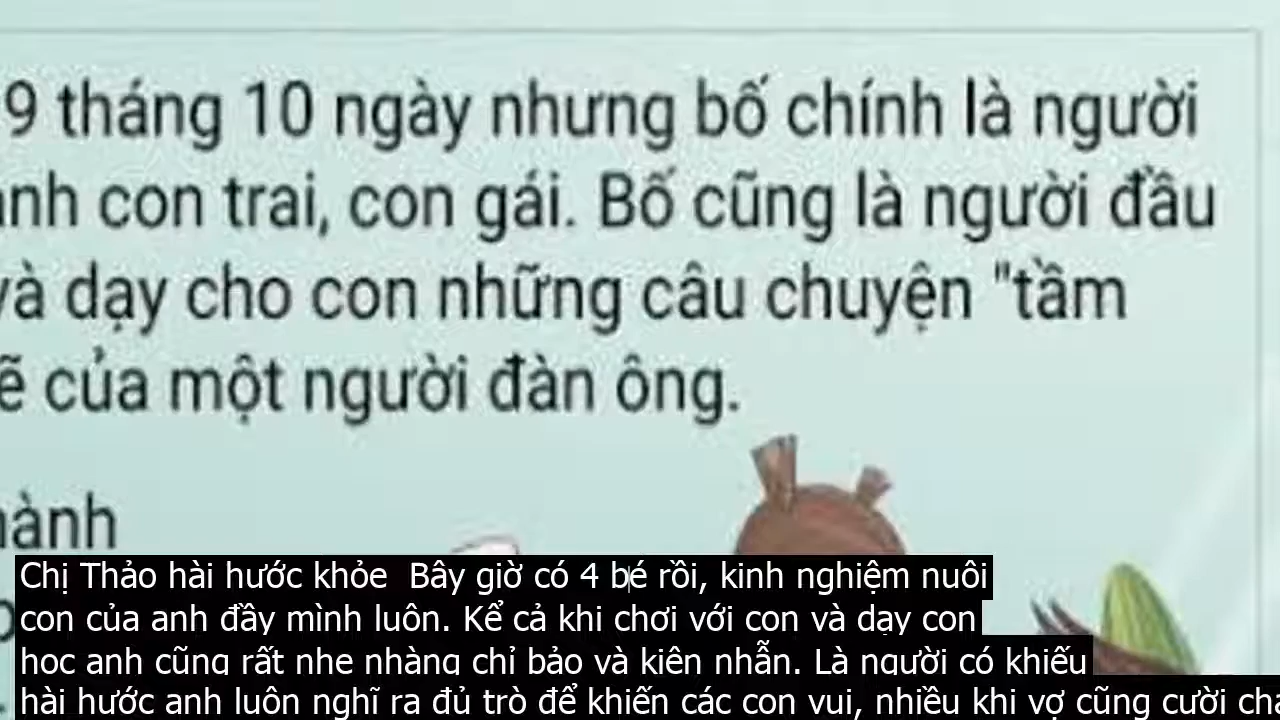 9 tháng 10 ngày nhưng bố chính là người
con trai, con gái. Bố cũng là người đầu
và dạy cho con những câu chuyện "tầm
của một người đàn ông.
Chị Thảo hài hước khỏe Bây giờ có 4 bé rồi, kinh nghiệm nuôi
con của anh đầy mình luôn. Kể cả khi chơi với con và dạy con
học anh cũng rất nhẹ nhàng chỉ bảo và kiên nhẫn. Là người có khiếu
hài hước anh luôn nghĩ ra đủ trò để khiến các con vui, nhiều khi vợ cũng cười